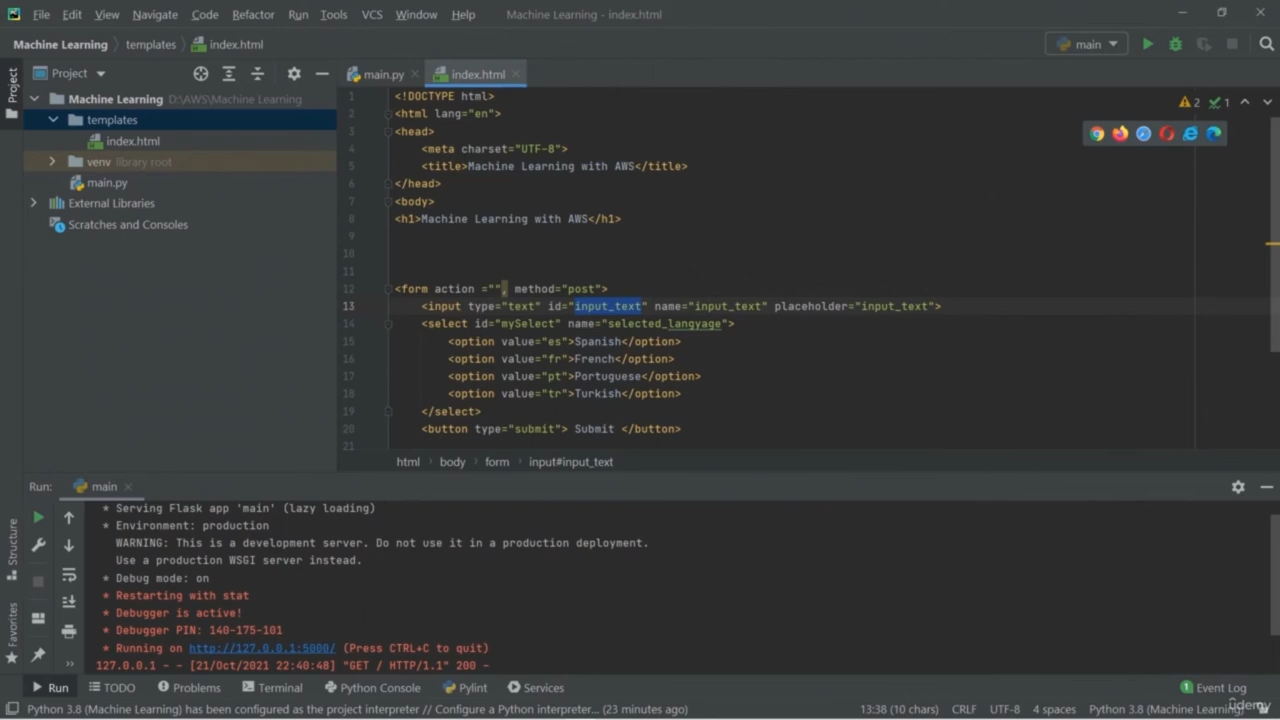 File Edit View Navigate Code Refactor Run Tools VCS Window Help Machine Learning - index.html
Machine Learning templates index.html main
Project
Project
main.py
index.html
Machine Learning D:\AWS\Machine Learning
templates
index.html
venv library root
main.py
External Libraries
Scratches and Consoles
2 1
1 <!DOCTYPE html>
2 <html lang="en">
3 <head>
4 <meta charset="UTF-8">
5 <title>Machine Learning with AWS</title>
6 </head>
7 <body>
8 <h1>Machine Learning with AWS</h1>
9
10
11
12 <form action ="", method="post">
13 <input type="text" id="input_text" name="input_text" placeholder="input_text">
14 <select id="mySelect" name="selected_langyage">
15 <option value="es">Spanish</option>
16 <option value="fr">French</option>
17 <option value="pt">Portuguese</option>
18 <option value="tr">Turkish</option>
19 </select>
20 <button type="submit"> Submit </button>
21
html body form input#input_text
Run: main
* Serving Flask app 'main' (lazy loading)
* Environment: production
WARNING: This is a development server. Do not use it in a production deployment.
Use a production WSGI server instead.
* Debug mode: on
* Restarting with stat
* Debugger is active!
* Debugger PIN: 140-175-101
* Running on http://127.0.0.1:5000/ (Press CTRL+C to quit)
127.0.0.1 - - [21/Oct/2021 22:40:48] "GET / HTTP/1.1" 200 -
Structure
Favorites
Run TODO Problems Terminal Python Console Pylint Services 1 Event Log
Python 3.8 (Machine Learning) has been configured as the project interpreter // Configure a Python interpreter... (23 minutes ago) 13:38 (10 chars) CRLF UTF-8 4 spaces Python 3.8 (Machine Learning)
udemy